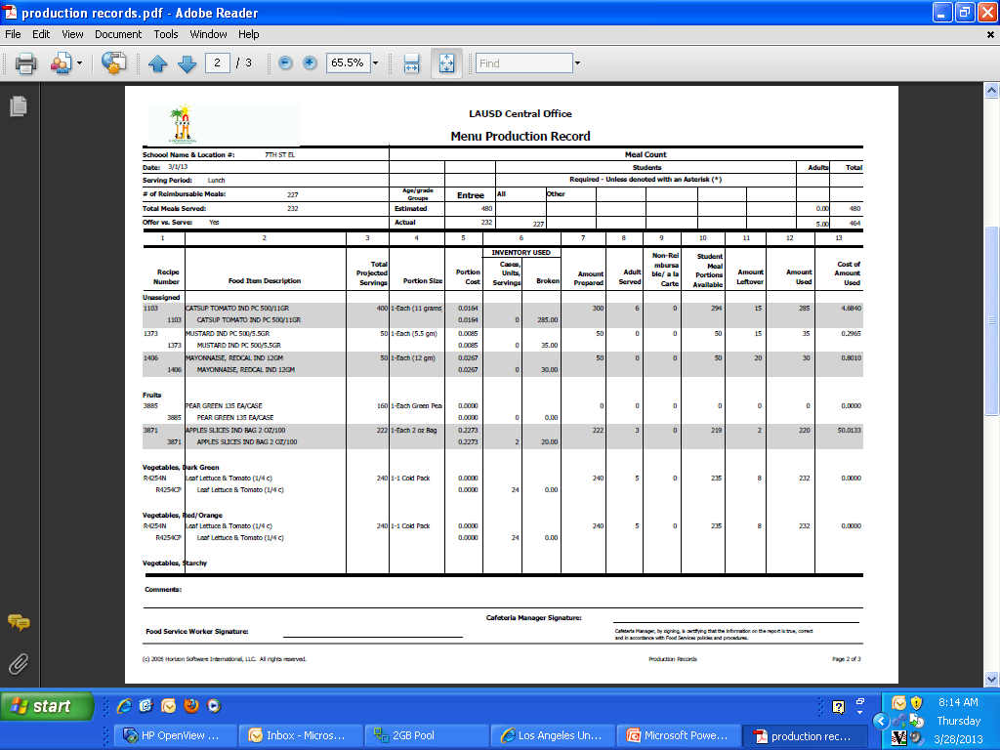 production records.pdf - Adobe Reader
File Edit View Document Tools Window Help
2 / 3 65.5% Find
LAUSD Central Office
Menu Production Record
Schoool Name & Location #: 7TH ST EL Meal Count
Date: 3/1/13 Students Adults Total
Serving Period: Lunch Required - Unless denoted with an Asterisk (*)
# of Reimbursable Meals: 227 Age/grade Groups Entree All Other
Total Meals Served: 232 Estimated 480 0.00 480
Offer vs. Serve: Yes Actual 232 227 5.00 464
1 2 3 4 5 6 7 8 9 10 11 12 13
INVENTORY USED
Recipe Number Food Item Description Total Projected Servings Portion Size Portion Cost Cases, Units, Servings Broken Amount Prepared Adult Served Non-Rei mbursa ble/ a la Carte Student Meal Portions Available Amount Leftover Amount Used Cost of Amount Used
Unassigned
1103 CATSUP TOMATO IND PC 500/11GR 400 1-Each (11 grams 0.0164 300 6 0 294 15 285 4.6840
1103 CATSUP TOMATO IND PC 500/11GR 0.0164 0 285.00
1373 MUSTARD IND PC 500/5.5GR 50 1-Each (5.5 gm) 0.0085 50 0 0 50 15 35 0.2965
1373 MUSTARD IND PC 500/5.5GR 0.0085 0 35.00
1406 MAYONNAISE, REDCAL IND 12GM 50 1-Each (12 gm) 0.0267 50 0 0 50 20 30 0.8010
1406 MAYONNAISE, REDCAL IND 12GM 0.0267 0 30.00
Fruits
3885 PEAR GREEN 135 EA/CASE 160 1-Each Green Pea 0.0000 0 0 0 0 0 0 0.0000
3885 PEAR GREEN 135 EA/CASE 0.0000 0 0.00
3871 APPLES SLICES IND BAG 2 OZ/100 222 1-Each 2 oz Bag 0.2273 222 3 0 219 2 220 50.0133
3871 APPLES SLICES IND BAG 2 OZ/100 0.2273 2 20.00
Vegetables, Dark Green
R4254N Leaf Lettuce & Tomato (1/4 c) 240 1-1 Cold Pack 0.0000 240 5 0 235 8 232 0.0000
R4254CP Leaf Lettuce & Tomato (1/4 c) 0.0000 24 0.00
Vegetables, Red/Orange
R4254N Leaf Lettuce & Tomato (1/4 c) 240 1-1 Cold Pack 0.0000 240 5 0 235 8 232 0.0000
R4254CP Leaf Lettuce & Tomato (1/4 c) 0.0000 24 0.00
Vegetables, Starchy
Comments:
Cafeteria Manager Signature:
Food Service Worker Signature:
Cafeteria Manager, by signing, is certifying that the information on the report is true, correct
and in accordance with Food Services policies and procedures.
(c) 2005 Horizon Software International, LLC. All rights reserved. Production Records Page 2 of 3
start
8:14 AM
Thursday
3/28/2013
HP OpenView ... Inbox - Micros... 2GB Pool Los Angeles Un... Microsoft Powe... production rec...